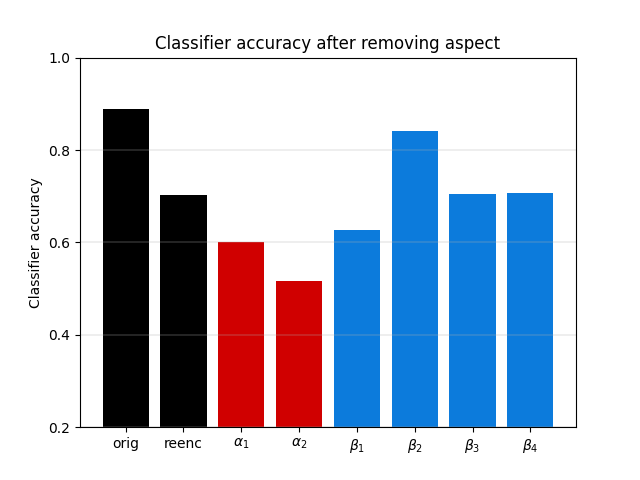 Classifier accuracy after removing aspect
1.0
0.8
0.6
0.4
0.2
Classifier accuracy
orig reenc α₁ α₂ β₁ β₂ β₃ β₄